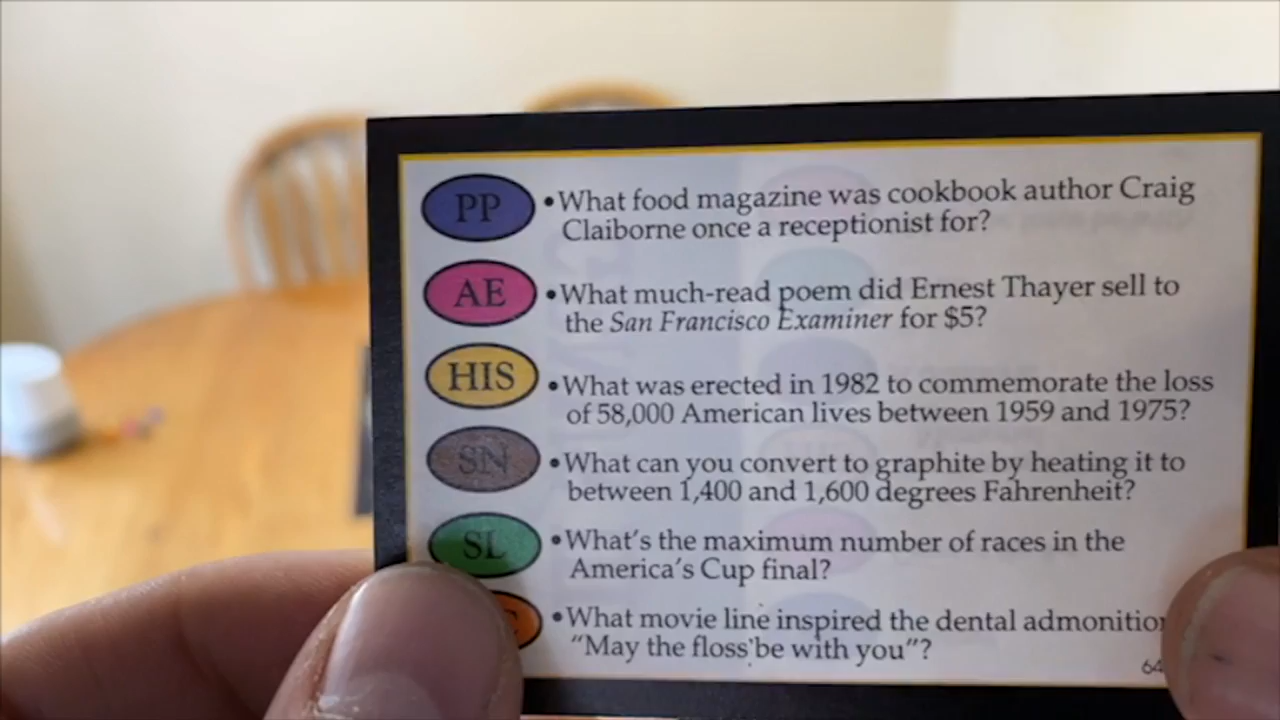 PP • What food magazine was cookbook author Craig
Claiborne once a receptionist for?
AE • What much-read poem did Ernest Thayer sell to
the San Francisco Examiner for $5?
HIS • What was erected in 1982 to commemorate the loss
of 58,000 American lives between 1959 and 1975?
SN • What can you convert to graphite by heating it to
between 1,400 and 1,600 degrees Fahrenheit?
SL • What's the maximum number of races in the
America's Cup final?
• What movie line inspired the dental
"May the floss be with you"?
64